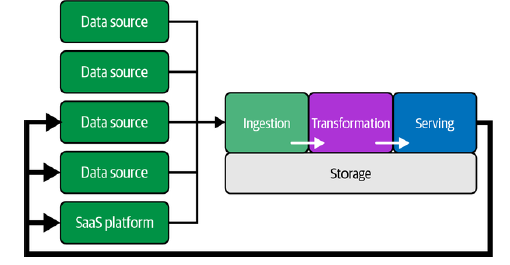 Data source
Data source
Data source
Data source
SaaS platform
Ingestion
Transformation
Serving
Storage